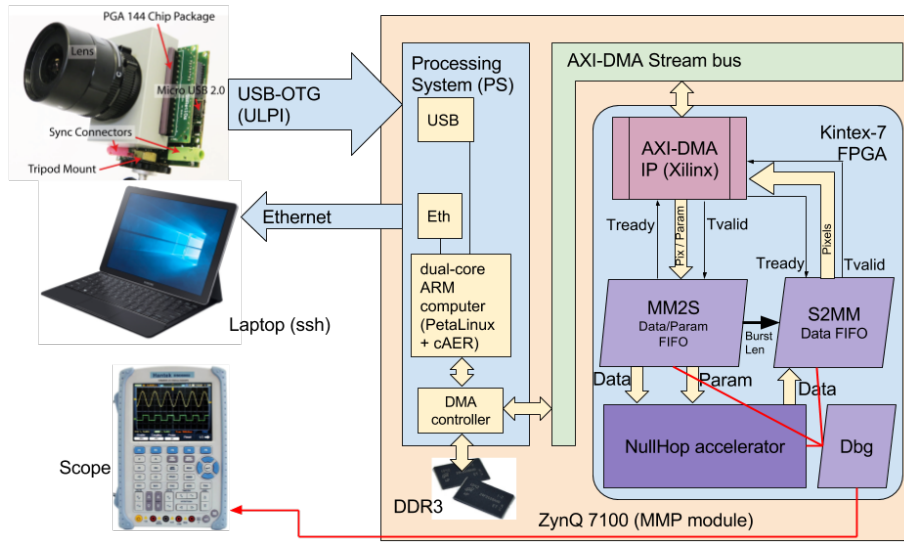 PGA 144 Chip Package
Lens
Micro USB 2.0
Sync Connectors
Tripod Mount
USB-OTG
(ULPI)
Ethernet
Laptop (ssh)
Scope
Processing
System (PS)
USB
Eth
dual-core
ARM
computer
(PetaLinux
+ cAER)
DMA
controller
DDR3
AXI-DMA Stream bus
Kintex-7
FPGA
AXI-DMA
IP (Xilinx)
Tready
Pix / Param
Tvalid
Tready
Pixels
Tvalid
MM2S
Data/Param
FIFO
Burst
Len
S2MM
Data FIFO
Data
Param
Data
NullHop accelerator
Dbg
ZynQ 7100 (MMP module)